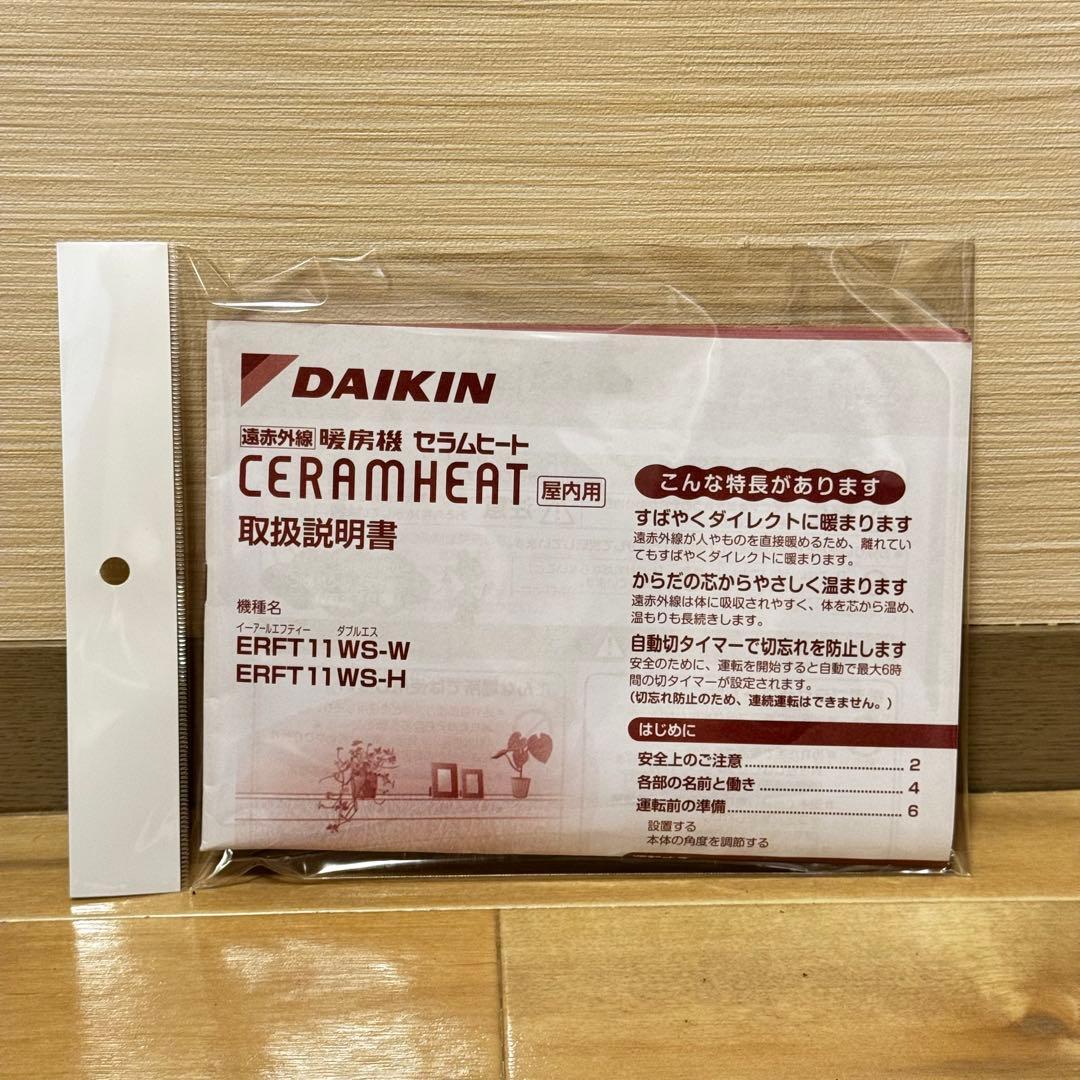 DAIKIN
遠赤外線 暖房機 セラムヒート
CERAMHEAT 屋内用
取扱説明書
機種名
イーアールエフティー ダブルエス
ERFT11WS-W
ERFT11WS-H
こんな特長があります
すばやくダイレクトに暖まります
遠赤外線が人やものを直接暖めるため、離れてい
てもすばやくダイレクトに暖まります。
からだの芯からやさしく温まります
遠赤外線は体に吸収されやすく、体を芯から温め、
温もりも長続きします。
自動切タイマーで切忘れを防止します
安全のために、運転を開始すると自動で最大6時
間の切タイマーが設定されます。
(切忘れ防止のため、連続運転はできません。)
はじめに
安全上のご注意 2
各部の名前と働き 4
運転前の準備 6
設置する
本体の角度を調節する